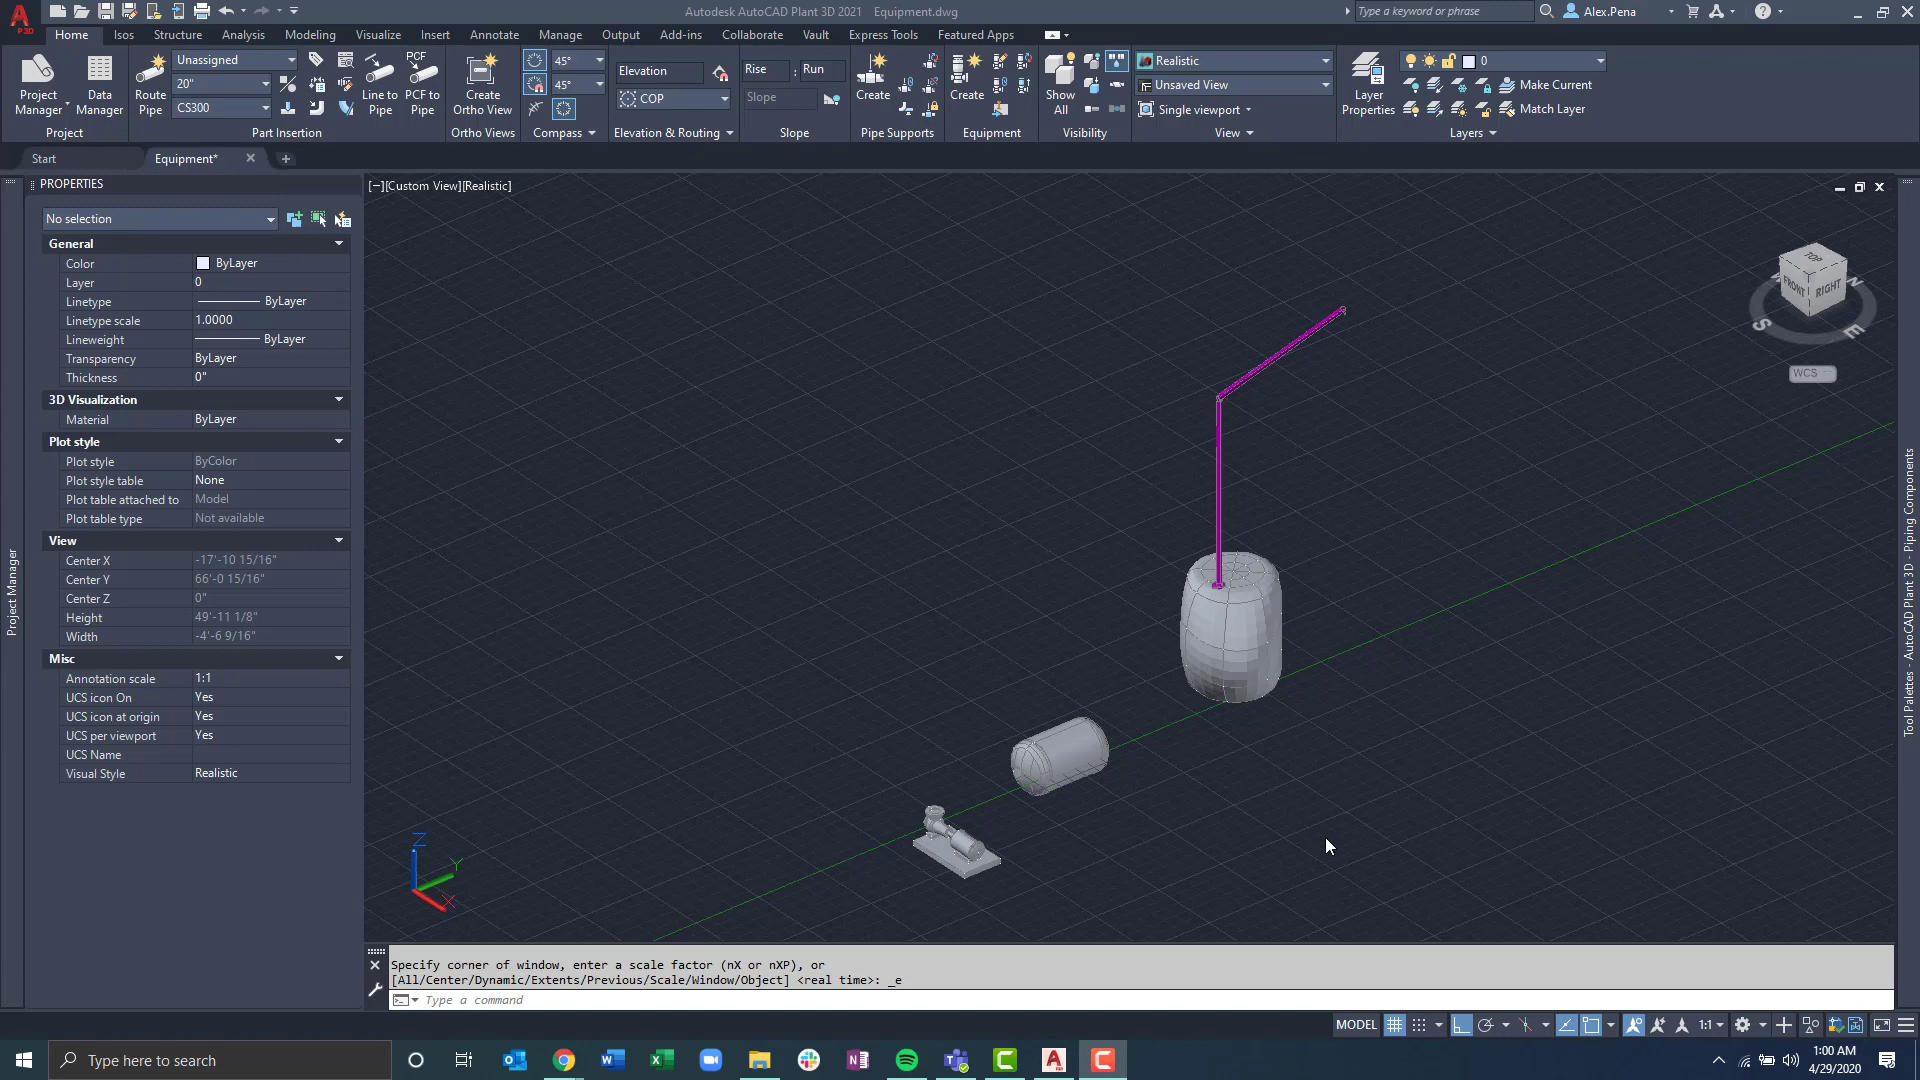 Autodesk AutoCAD Plant 3D 2021 Equipment.dwg
Type a keyword or phrase
Alex.Pena
Home Isos Structure Analysis Modeling Visualize Insert Annotate Manage Output Add-ins Collaborate Vault Express Tools Featured Apps
Project Manager
Data Manager
Project
Route Pipe
Unassigned
20"
CS300
Line to Pipe
PCF to Pipe
Part Insertion
Create Ortho View
Ortho Views
45°
45°
Compass
Elevation
COP
Elevation & Routing
Rise : Run
Slope
Slope
Create
Pipe Supports
Create
Equipment
Show All
Visibility
Realistic
Unsaved View
Single viewport
View
Layer Properties
0
Make Current
Match Layer
Layers
Start
Equipment*
PROPERTIES
No selection
General
Color ByLayer
Layer 0
Linetype ByLayer
Linetype scale 1.0000
Lineweight ByLayer
Transparency ByLayer
Thickness 0"
3D Visualization
Material ByLayer
Plot style
Plot style ByColor
Plot style table None
Plot table attached to Model
Plot table type Not available
View
Center X -17'-10 15/16"
Center Y 66'-0 15/16"
Center Z 0"
Height 49'-11 1/8"
Width -4'-6 9/16"
Misc
Annotation scale 1:1
UCS icon On Yes
UCS icon at origin Yes
UCS per viewport Yes
UCS Name
Visual Style Realistic
Project Manager
[−][Custom View][Realistic]
TOP
FRONT
RIGHT
N
S
E
WCS
Z
Y
X
Tool Palettes - AutoCAD Plant 3D - Piping Components
Specify corner of window, enter a scale factor (nX or nXP), or
[All/Center/Dynamic/Extents/Previous/Scale/Window/Object] <real time>: _e
Type a command
MODEL
1:1
Type here to search
1:00 AM
4/29/2020